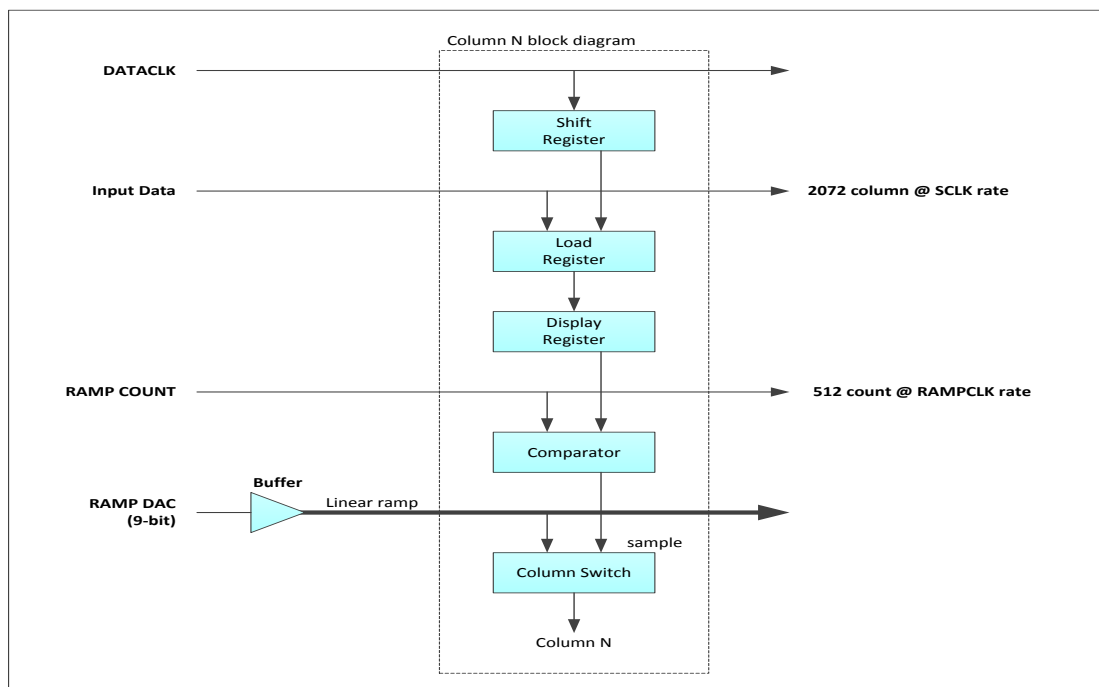 Column N block diagram
DATACLK
Shift
Register
Input Data
2072 column @ SCLK rate
Load
Register
Display
Register
RAMP COUNT
512 count @ RAMPCLK rate
Comparator
Buffer
RAMP DAC
(9-bit)
Linear ramp
sample
Column Switch
Column N